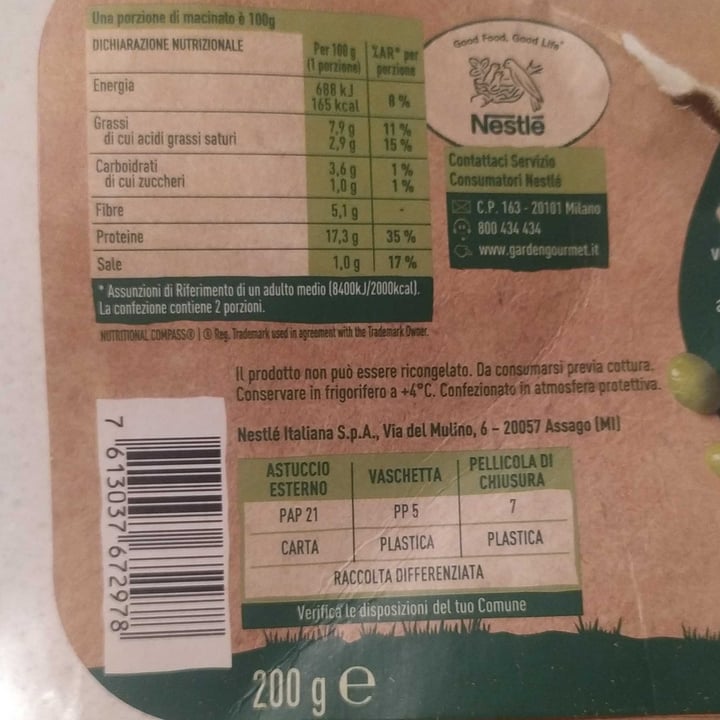 Una porzione di macinato è 100g
DICHIARAZIONE NUTRIZIONALE
Per 100 g (1 porzione)
%AR* per porzione
Energia 688 kJ
165 kcal 8 %
Grassi 7,9 g 11 %
di cui acidi grassi saturi 2,9 g 15 %
Carboidrati 3,6 g 1 %
di cui zuccheri 1,0 g 1 %
Fibre 5,1 g -
Proteine 17,3 g 35 %
Sale 1,0 g 17 %
* Assunzioni di Riferimento di un adulto medio (8400kJ/2000kcal).
La confezione contiene 2 porzioni.
NUTRITIONAL COMPASS® | ® Reg. Trademark used in agreement with the Trademark Owner.
Good Food, Good Life
Nestlé
Contattaci Servizio
Consumatori Nestlé
C.P. 163 - 20101 Milano
800 434 434
www.gardengourmet.it
Il prodotto non può essere ricongelato. Da consumarsi previa cottura.
Conservare in frigorifero a +4°C. Confezionato in atmosfera protettiva.
Nestlé Italiana S.p.A., Via del Mulino, 6 – 20057 Assago (MI)
ASTUCCIO ESTERNO
VASCHETTA
PELLICOLA DI CHIUSURA
PAP 21 PP 5 7
CARTA PLASTICA PLASTICA
RACCOLTA DIFFERENZIATA
Verifica le disposizioni del tuo Comune
7 613037 672978
200 g e